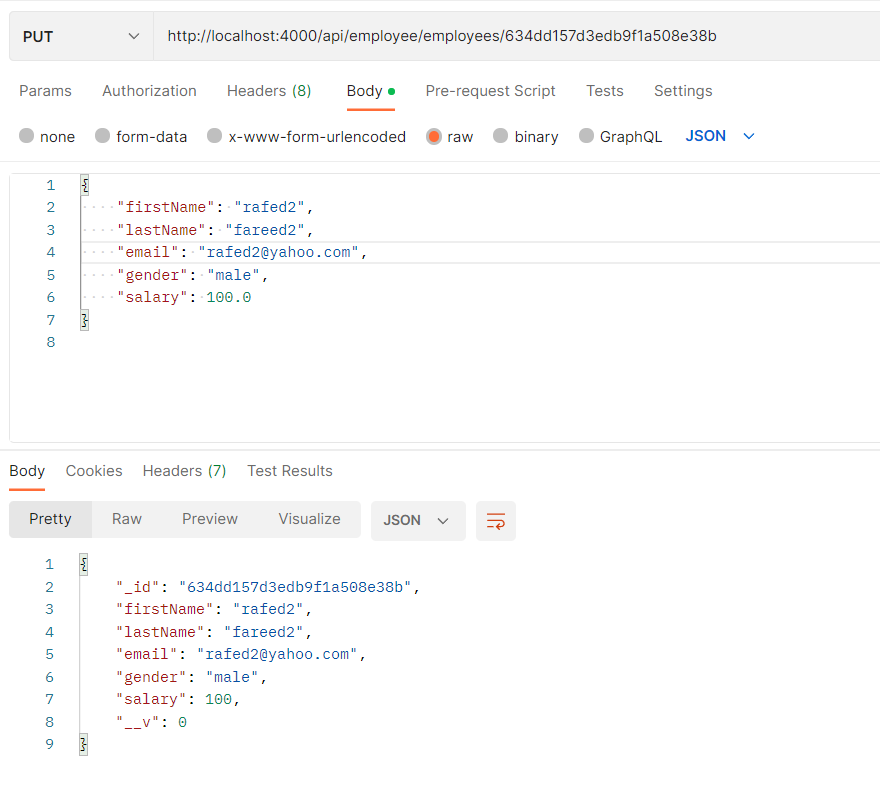 PUT http://localhost:4000/api/employee/employees/634dd157d3edb9f1a508e38b
Params Authorization Headers (8) Body Pre-request Script Tests Settings
none form-data x-www-form-urlencoded raw binary GraphQL JSON
1 {
2 "firstName": "rafed2",
3 "lastName": "fareed2",
4 "email": "rafed2@yahoo.com",
5 "gender": "male",
6 "salary": 100.0
7 }
8
Body Cookies Headers (7) Test Results
Pretty Raw Preview Visualize JSON
1 {
2 "_id": "634dd157d3edb9f1a508e38b",
3 "firstName": "rafed2",
4 "lastName": "fareed2",
5 "email": "rafed2@yahoo.com",
6 "gender": "male",
7 "salary": 100,
8 "__v": 0
9 }